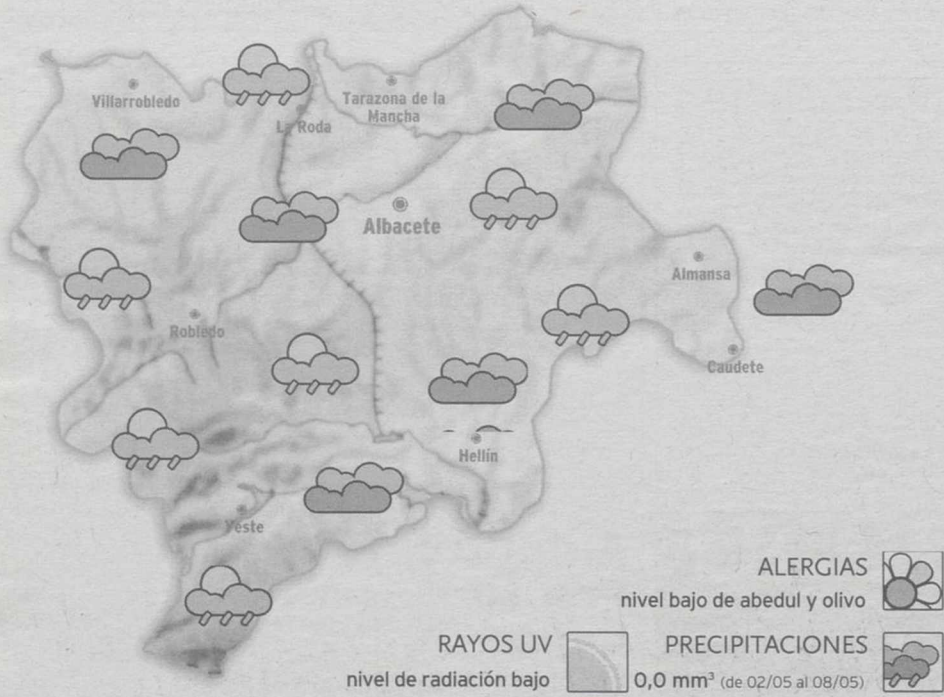 Villarrobledo
Tarazona de la
Mancha
La Roda
Albacete
Almansa
Robledo
Caudete
Hellín
Yeste
ALERGIAS
nivel bajo de abedul y olivo
RAYOS UV
nivel de radiación bajo
PRECIPITACIONES
0,0 mm³ (de 02/05 al 08/05)